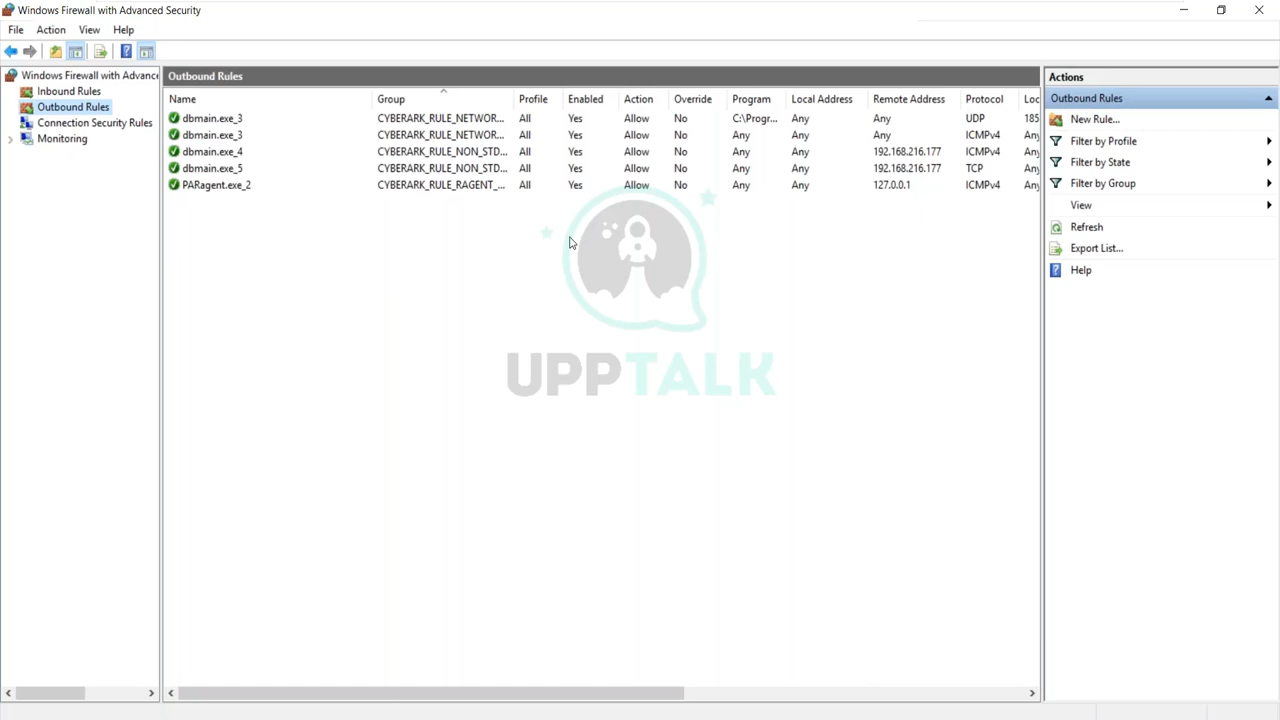 Windows Firewall with Advanced Security
File Action View Help
Windows Firewall with Advance
Inbound Rules
Outbound Rules
Connection Security Rules
Monitoring
Outbound Rules
Name Group Profile Enabled Action Override Program Local Address Remote Address Protocol Loc
dbmain.exe_3 CYBERARK_RULE_NETWOR... All Yes Allow No C:\Progr... Any Any UDP 185
dbmain.exe_3 CYBERARK_RULE_NETWOR... All Yes Allow No Any Any Any ICMPv4 Any
dbmain.exe_4 CYBERARK_RULE_NON_STD... All Yes Allow No Any Any 192.168.216.177 ICMPv4 Any
dbmain.exe_5 CYBERARK_RULE_NON_STD... All Yes Allow No Any Any 192.168.216.177 TCP Any
PARagent.exe_2 CYBERARK_RULE_RAGENT_... All Yes Allow No Any Any 127.0.0.1 ICMPv4 Any
UPPTALK
Actions
Outbound Rules
New Rule...
Filter by Profile
Filter by State
Filter by Group
View
Refresh
Export List...
Help